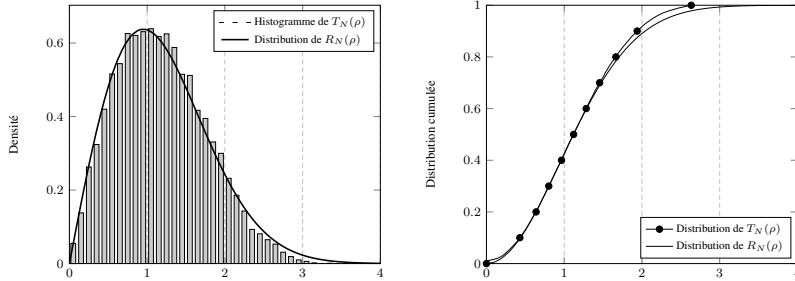 Histogramme de T_N(ρ)
Distribution de R_N(ρ)
Densité
0.6
0.4
0.2
0
0 1 2 3 4
Distribution cumulée
1
0.8
0.6
0.4
0.2
0
Distribution de T_N(ρ)
Distribution de R_N(ρ)
0 1 2 3 4